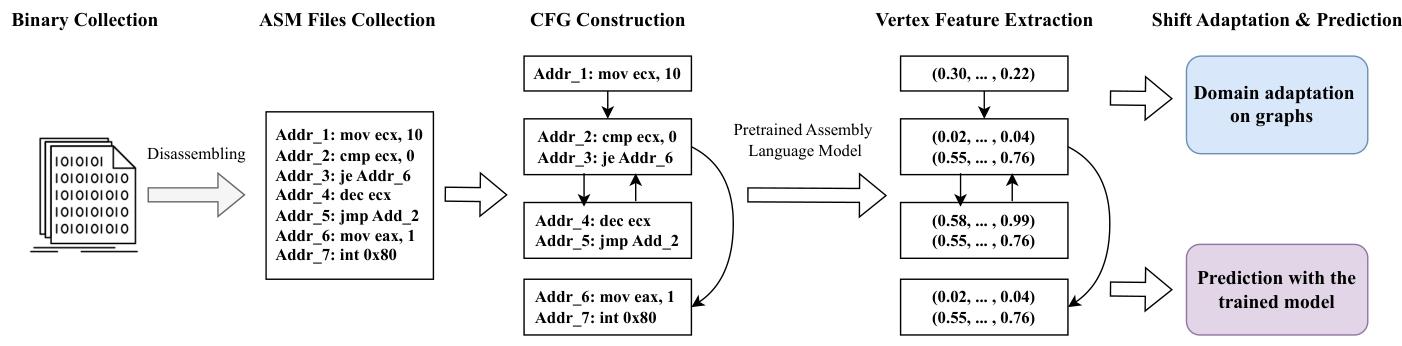 Binary Collection
ASM Files Collection
CFG Construction
Vertex Feature Extraction
Shift Adaptation & Prediction
1010101
10101010
10101010
10101010
10101010
Disassembling
Addr_1: mov ecx, 10
Addr_2: cmp ecx, 0
Addr_3: je Addr_6
Addr_4: dec ecx
Addr_5: jmp Add_2
Addr_6: mov eax, 1
Addr_7: int 0x80
Addr_1: mov ecx, 10
Addr_2: cmp ecx, 0
Addr_3: je Addr_6
Addr_4: dec ecx
Addr_5: jmp Add_2
Addr_6: mov eax, 1
Addr_7: int 0x80
Pretrained Assembly
Language Model
(0.30, ... , 0.22)
(0.02, ... , 0.04)
(0.55, ... , 0.76)
(0.58, ... , 0.99)
(0.55, ... , 0.76)
(0.02, ... , 0.04)
(0.55, ... , 0.76)
Domain adaptation
on graphs
Prediction with the
trained model